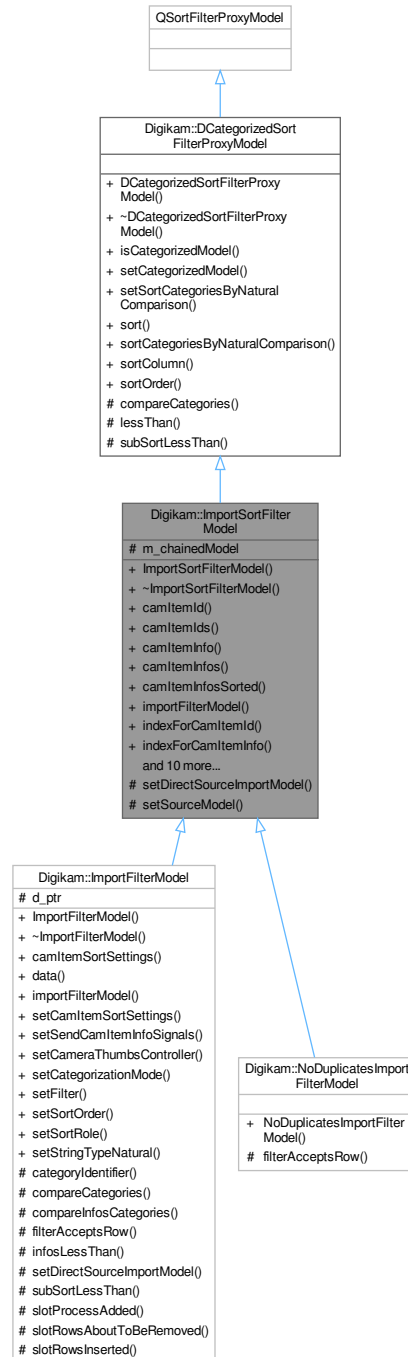 QSortFilterProxyModel
Digikam::DCategorizedSort
FilterProxyModel
+ DCategorizedSortFilterProxy
Model()
+ ~DCategorizedSortFilterProxy
Model()
+ isCategorizedModel()
+ setCategorizedModel()
+ setSortCategoriesByNatural
Comparison()
+ sort()
+ sortCategoriesByNaturalComparison()
+ sortColumn()
+ sortOrder()
# compareCategories()
# lessThan()
# subSortLessThan()
Digikam::ImportSortFilter
Model
# m_chainedModel
+ ImportSortFilterModel()
+ ~ImportSortFilterModel()
+ camItemId()
+ camItemIds()
+ camItemInfo()
+ camItemInfos()
+ camItemInfosSorted()
+ importFilterModel()
+ indexForCamItemId()
+ indexForCamItemInfo()
and 10 more...
# setDirectSourceImportModel()
# setSourceModel()
Digikam::ImportFilterModel
# d_ptr
+ ImportFilterModel()
+ ~ImportFilterModel()
+ camItemSortSettings()
+ data()
+ importFilterModel()
+ setCamItemSortSettings()
+ setSendCamItemInfoSignals()
+ setCameraThumbsController()
+ setCategorizationMode()
+ setFilter()
+ setSortOrder()
+ setSortRole()
+ setStringTypeNatural()
# categoryIdentifier()
# compareCategories()
# compareInfosCategories()
# filterAcceptsRow()
# infosLessThan()
# setDirectSourceImportModel()
# subSortLessThan()
# slotProcessAdded()
# slotRowsAboutToBeRemoved()
# slotRowsInserted()
Digikam::NoDuplicatesImport
FilterModel
+ NoDuplicatesImportFilter
Model()
# filterAcceptsRow()